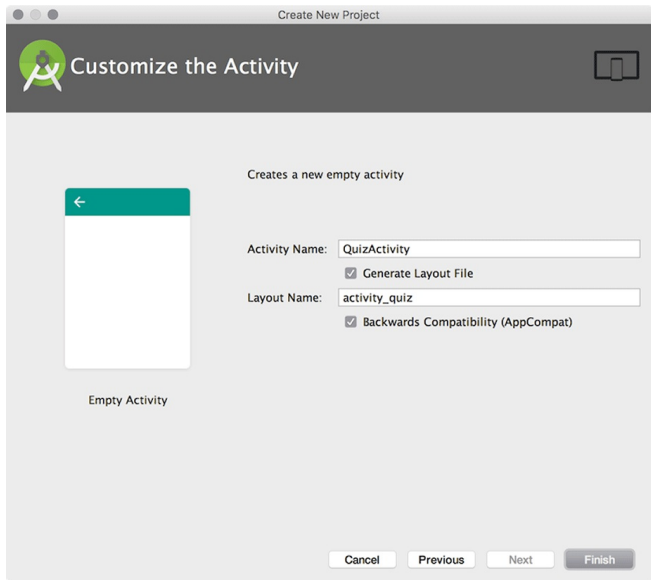 Create New Project
Customize the Activity
Creates a new empty activity
Activity Name: QuizActivity
Generate Layout File
Layout Name: activity_quiz
Backwards Compatibility (AppCompat)
Empty Activity
Cancel Previous Next Finish